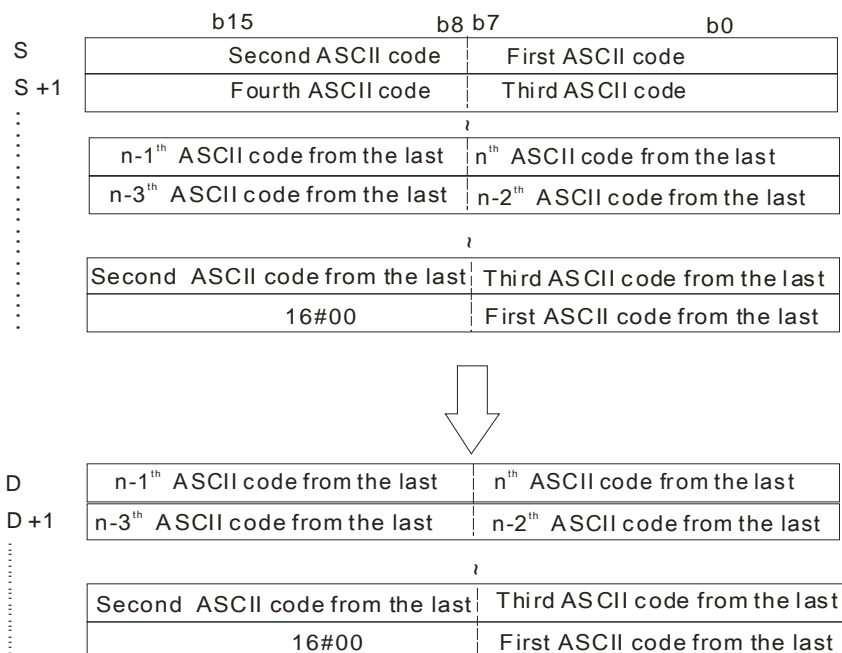 b15 b8 b7 b0
S Second ASCII code First ASCII code
S +1 Fourth ASCII code Third ASCII code
~
n-1th ASCII code from the last nth ASCII code from the last
n-3th ASCII code from the last n-2th ASCII code from the last
~
Second ASCII code from the last Third ASCII code from the last
16#00 First ASCII code from the last
D n-1th ASCII code from the last nth ASCII code from the last
D +1 n-3th ASCII code from the last n-2th ASCII code from the last
~
Second ASCII code from the last Third ASCII code from the last
16#00 First ASCII code from the last